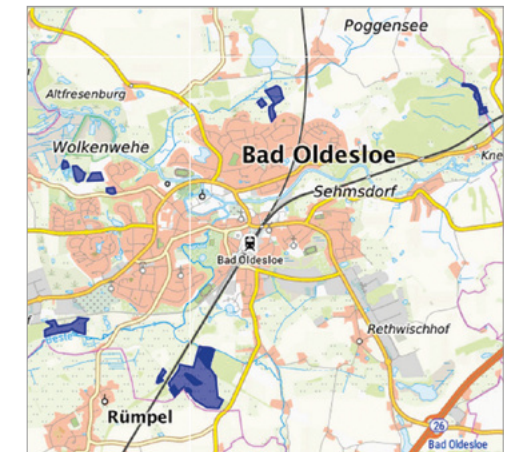 Poggensee
Altfresenburg
Wolkenwehe
Bad Oldesloe
Kne
Sehmsdorf
Bad Oldesloe
Rethwischhof
Rümpel
26
Bad Oldesloe